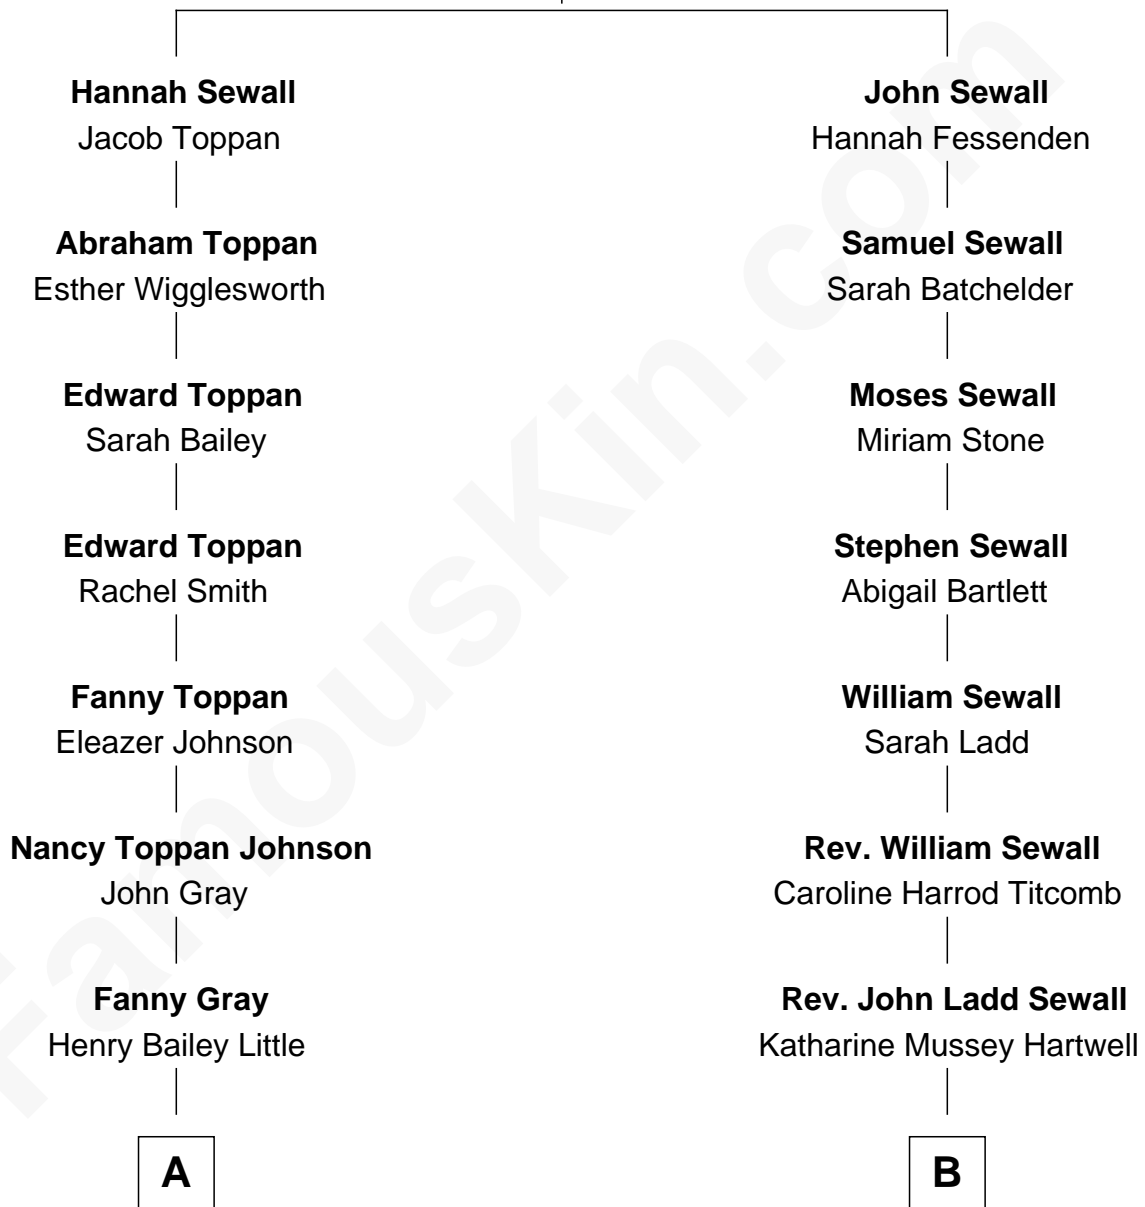 Hannah Sewall
Jacob Toppan
John Sewall
Hannah Fessenden
Abraham Toppan
Esther Wigglesworth
Samuel Sewall
Sarah Batchelder
Edward Toppan
Sarah Bailey
Moses Sewall
Miriam Stone
Edward Toppan
Rachel Smith
Stephen Sewall
Abigail Bartlett
Fanny Toppan
Eleazer Johnson
William Sewall
Sarah Ladd
Nancy Toppan Johnson
John Gray
Rev. William Sewall
Caroline Harrod Titcomb
Fanny Gray
Henry Bailey Little
Rev. John Ladd Sewall
Katharine Mussey Hartwell
A
B
FamousKin.com